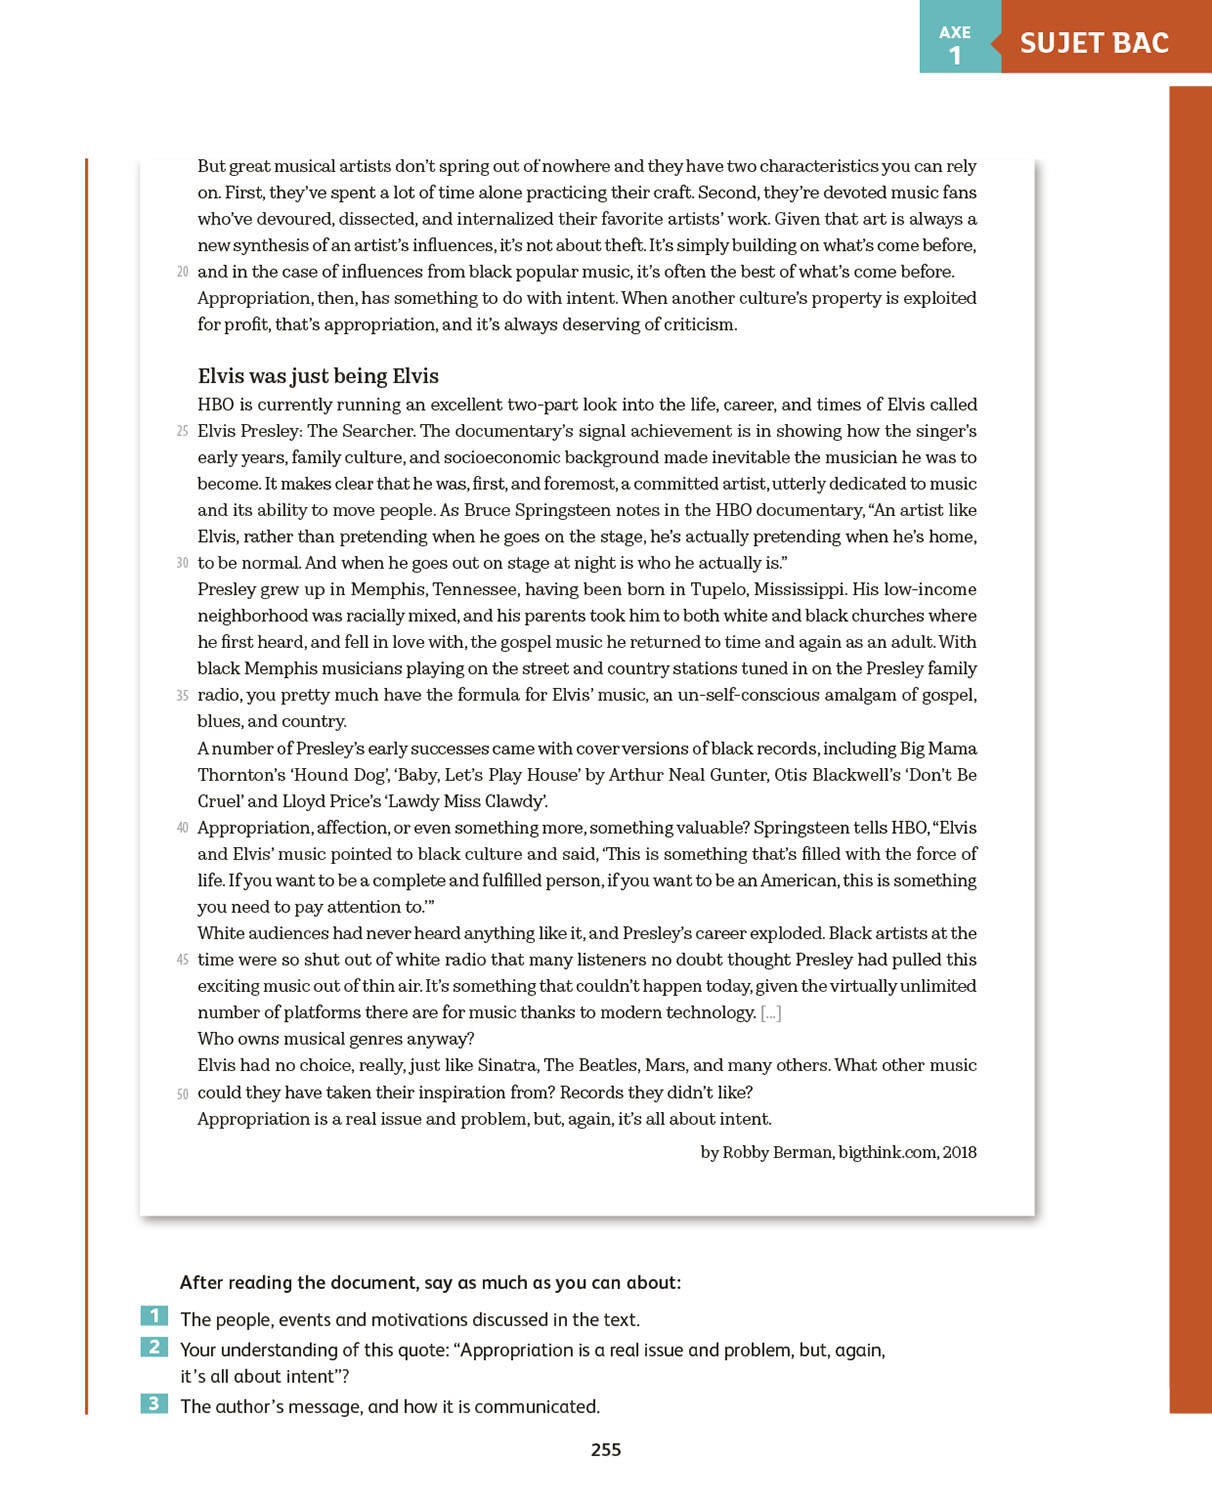 AXE
1
SUJET BAC
But great musical artists don’t spring out of nowhere and they have two characteristics you can rely
on. First, they’ve spent a lot of time alone practicing their craft. Second, they’re devoted music fans
who’ve devoured, dissected, and internalized their favorite artists’ work. Given that art is always a
new synthesis of an artist’s influences, it’s not about theft. It’s simply building on what’s come before,
20 and in the case of influences from black popular music, it’s often the best of what’s come before.
Appropriation, then, has something to do with intent. When another culture’s property is exploited
for profit, that’s appropriation, and it’s always deserving of criticism.
Elvis was just being Elvis
HBO is currently running an excellent two-part look into the life, career, and times of Elvis called
25 Elvis Presley: The Searcher. The documentary’s signal achievement is in showing how the singer’s
early years, family culture, and socioeconomic background made inevitable the musician he was to
become. It makes clear that he was, first, and foremost, a committed artist, utterly dedicated to music
and its ability to move people. As Bruce Springsteen notes in the HBO documentary, “An artist like
Elvis, rather than pretending when he goes on the stage, he’s actually pretending when he’s home,
30 to be normal. And when he goes out on stage at night is who he actually is.”
Presley grew up in Memphis, Tennessee, having been born in Tupelo, Mississippi. His low-income
neighborhood was racially mixed, and his parents took him to both white and black churches where
he first heard, and fell in love with, the gospel music he returned to time and again as an adult. With
black Memphis musicians playing on the street and country stations tuned in on the Presley family
35 radio, you pretty much have the formula for Elvis’ music, an un-self-conscious amalgam of gospel,
blues, and country.
A number of Presley’s early successes came with cover versions of black records, including Big Mama
Thornton’s ‘Hound Dog’, ‘Baby, Let’s Play House’ by Arthur Neal Gunter, Otis Blackwell’s ‘Don’t Be
Cruel’ and Lloyd Price’s ‘Lawdy Miss Clawdy’.
40 Appropriation, affection, or even something more, something valuable? Springsteen tells HBO, “Elvis
and Elvis’ music pointed to black culture and said, ‘This is something that’s filled with the force of
life. If you want to be a complete and fulfilled person, if you want to be an American, this is something
you need to pay attention to.’”
White audiences had never heard anything like it, and Presley’s career exploded. Black artists at the
45 time were so shut out of white radio that many listeners no doubt thought Presley had pulled this
exciting music out of thin air. It’s something that couldn’t happen today, given the virtually unlimited
number of platforms there are for music thanks to modern technology. [...]
Who owns musical genres anyway?
Elvis had no choice, really, just like Sinatra, The Beatles, Mars, and many others. What other music
50 could they have taken their inspiration from? Records they didn’t like?
Appropriation is a real issue and problem, but, again, it’s all about intent.
by Robby Berman, bigthink.com, 2018
After reading the document, say as much as you can about:
1 The people, events and motivations discussed in the text.
2 Your understanding of this quote: “Appropriation is a real issue and problem, but, again,
it’s all about intent”?
3 The author’s message, and how it is communicated.
255